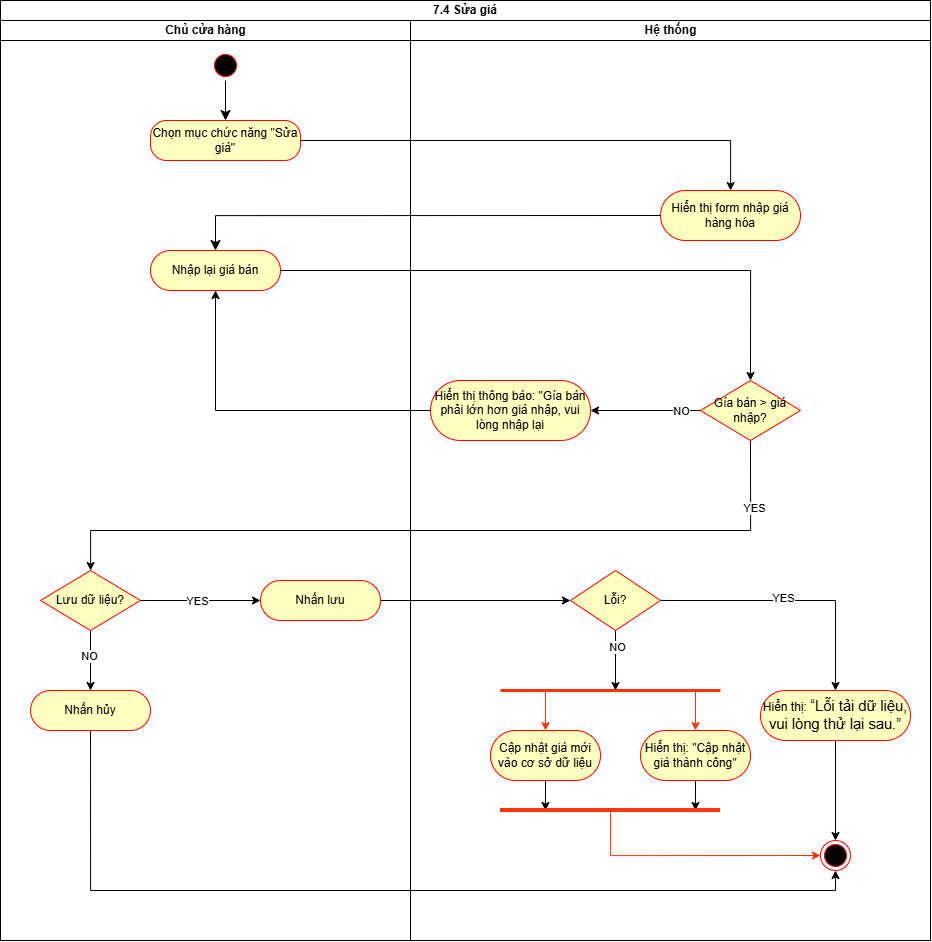 7.4 Sửa giá
Chủ cửa hàng
Hệ thống
Chọn mục chức năng "Sửa
giá"
Hiển thị form nhập giá
hàng hóa
Nhập lại giá bán
Hiển thị thông báo: "Gía bán
phải lớn hơn giá nhập, vui
lòng nhập lại
NO
Gía bán > giá
nhập?
YES
Lưu dữ liệu?
YES
Nhấn lưu
Lỗi?
YES
NO
NO
Nhấn hủy
Hiển thị: “Lỗi tải dữ liệu,
vui lòng thử lại sau.”
Cập nhật giá mới
vào cơ sở dữ liệu
Hiển thị: "Cập nhật
giá thành công"